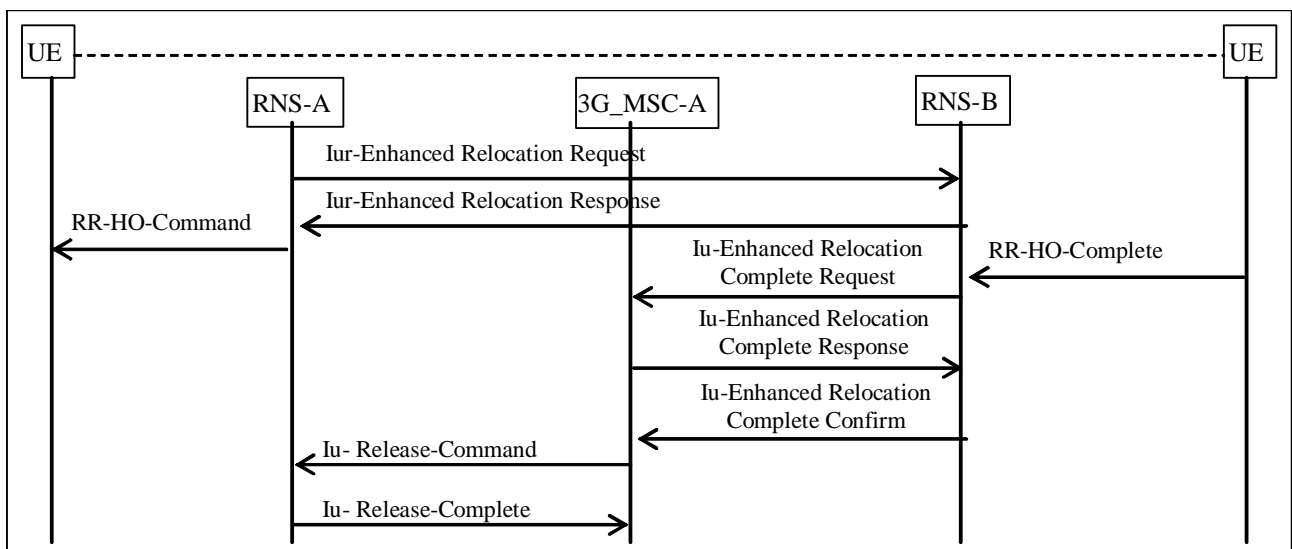 UE
UE
RNS-A
3G_MSC-A
RNS-B
Iur-Enhanced Relocation Request
Iur-Enhanced Relocation Response
RR-HO-Command
Iu-Enhanced Relocation
Complete Request
RR-HO-Complete
Iu-Enhanced Relocation
Complete Response
Iu-Enhanced Relocation
Complete Confirm
Iu- Release-Command
Iu- Release-Complete